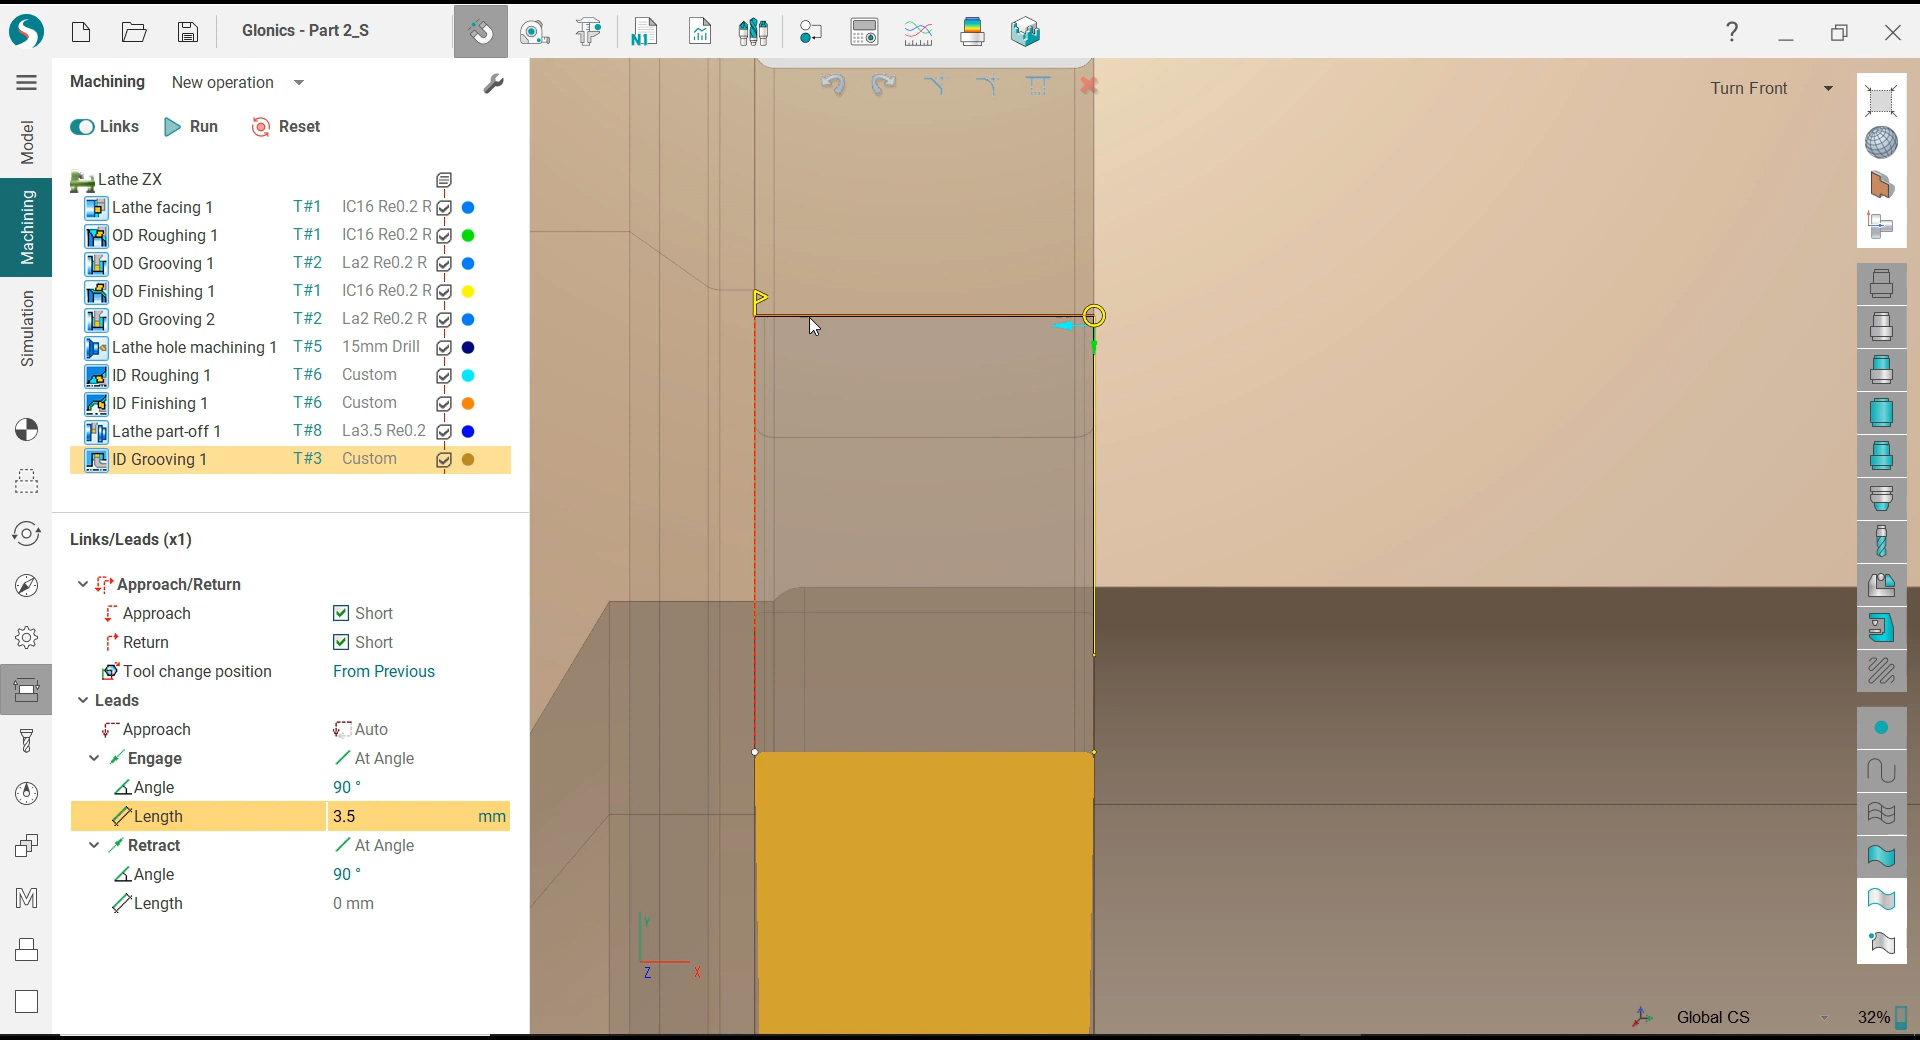 Glonics - Part 2_S
N1
?
Machining New operation
Turn Front
Links Run Reset
Model
Machining
Simulation
Lathe ZX
Lathe facing 1 T#1 IC16 Re0.2 R
OD Roughing 1 T#1 IC16 Re0.2 R
OD Grooving 1 T#2 La2 Re0.2 R
OD Finishing 1 T#1 IC16 Re0.2 R
OD Grooving 2 T#2 La2 Re0.2 R
Lathe hole machining 1 T#5 15mm Drill
ID Roughing 1 T#6 Custom
ID Finishing 1 T#6 Custom
Lathe part-off 1 T#8 La3.5 Re0.2
ID Grooving 1 T#3 Custom
Links/Leads (x1)
Approach/Return
Approach Short
Return Short
Tool change position From Previous
Leads
Approach Auto
Engage At Angle
Angle 90 °
Length 3.5 mm
Retract At Angle
Angle 90 °
Length 0 mm
M
Y
Z X
Global CS 32%